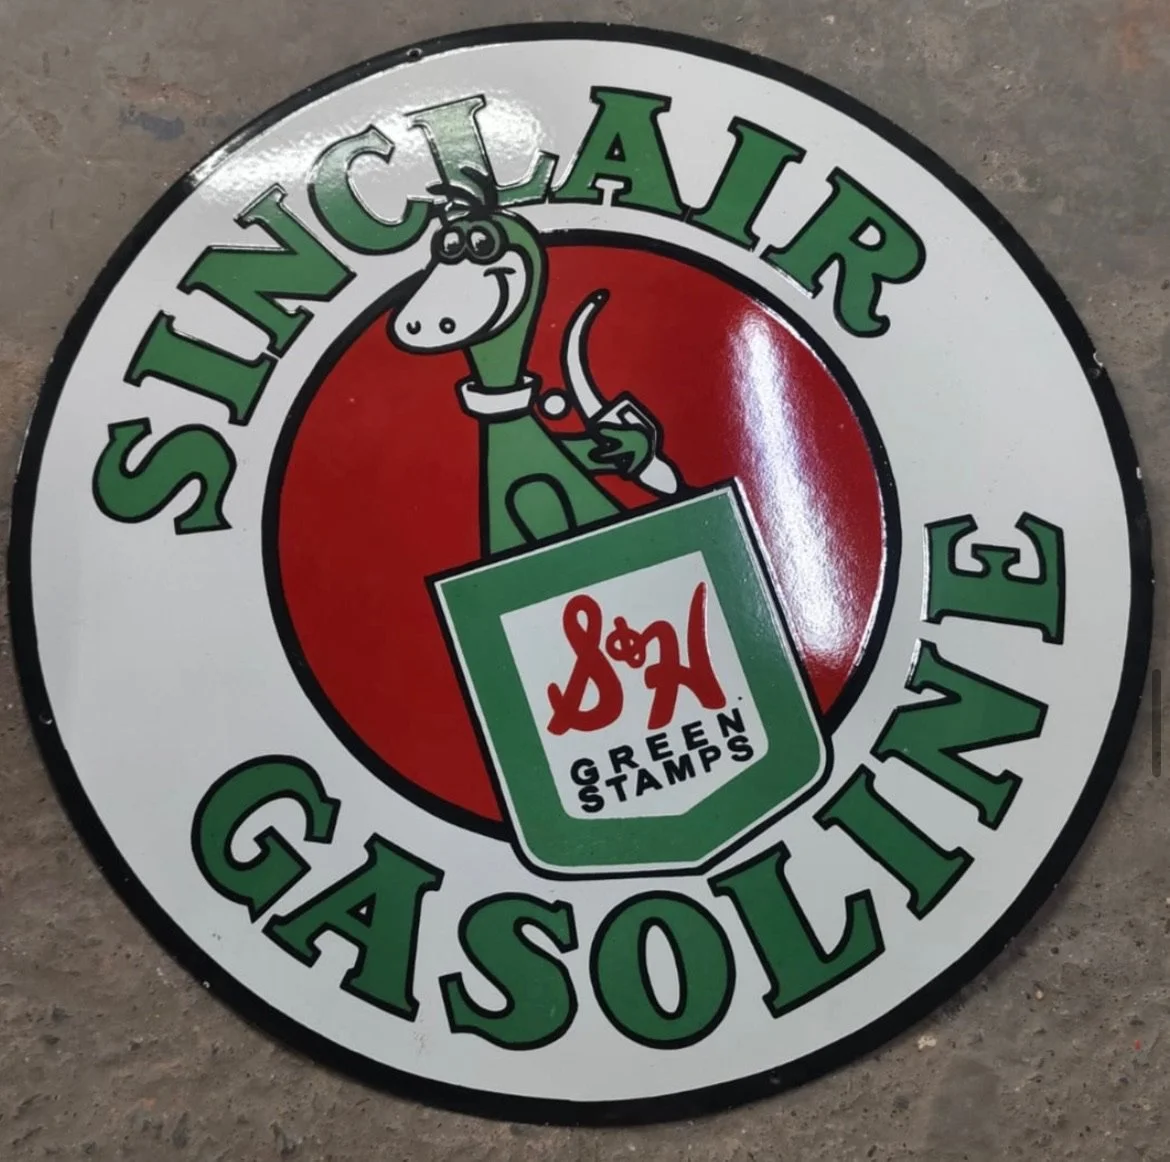 SINCLAIR
S&H
GREEN
STAMPS
GASOLINE